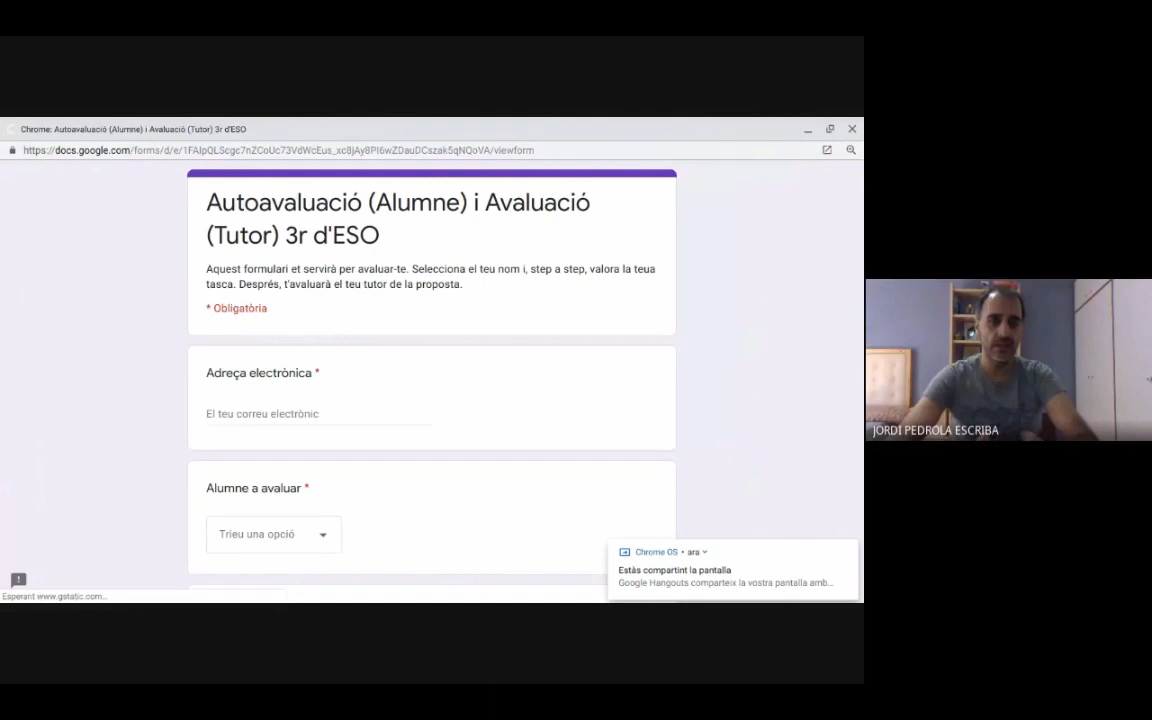 Chrome: Autoavaluació (Alumne) i Avaluació (Tutor) 3r d'ESO
https://docs.google.com/forms/d/e/1FAIpQLScgc7nZCoUc73VdWcEus_xc8jAy8PI6wZDauDCszak5qNQoVA/viewform
Autoavaluació (Alumne) i Avaluació
(Tutor) 3r d'ESO
Aquest formulari et servirà per avaluar-te. Selecciona el teu nom i, step a step, valora la teua
tasca. Després, t'avaluarà el teu tutor de la proposta.
* Obligatòria
Adreça electrònica *
El teu correu electrònic
Alumne a avaluar *
Trieu una opció
Chrome OS • ara
Estàs compartint la pantalla
Google Hangouts comparteix la vostra pantalla amb...
Esperant www.gstatic.com...
JORDI PEDROLA ESCRIBA